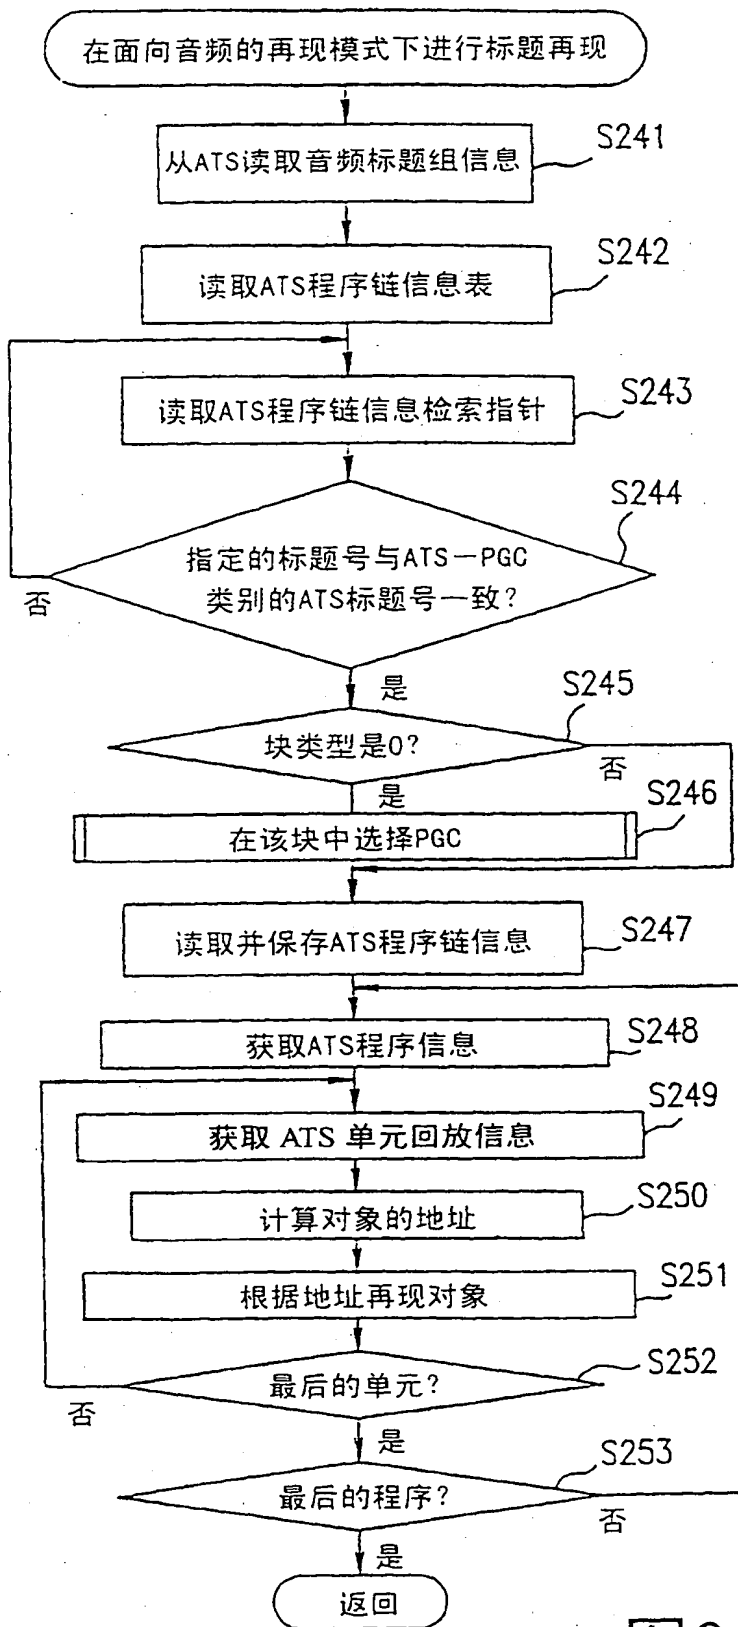 在面向音频的再现模式下进行标题再现
从ATS读取音频标题组信息
S241
读取ATS程序链信息表
S242
读取ATS程序链信息检索指针
S243
S244
指定的标题号与ATS－PGC
类别的ATS标题号一致?
否
是
S245
块类型是0?
否
是
S246
在该块中选择PGC
读取并保存ATS程序链信息
S247
获取ATS程序信息
S248
获取 ATS 单元回放信息
S249
计算对象的地址
S250
根据地址再现对象
S251
最后的单元?
S252
否
是
S253
最后的程序?
否
是
返回